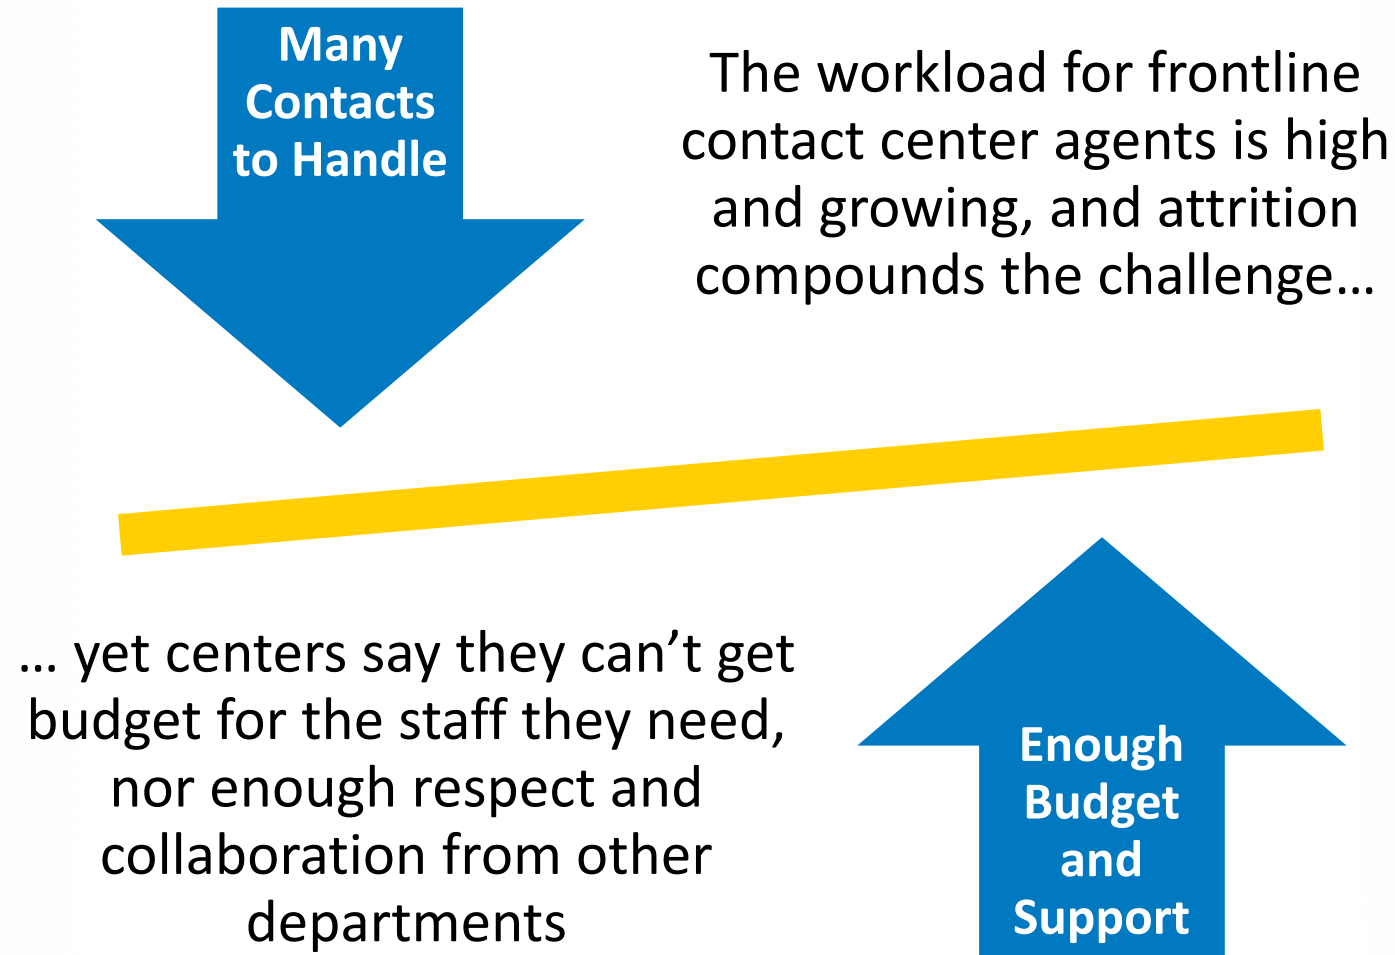 Many
Contacts
to Handle
The workload for frontline
contact center agents is high
and growing, and attrition
compounds the challenge…
… yet centers say they can’t get
budget for the staff they need,
nor enough respect and
collaboration from other
departments
Enough
Budget
and
Support